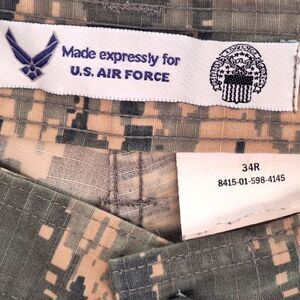 Made expressly for
U.S. AIR FORCE
34R
8415-01-598-4145